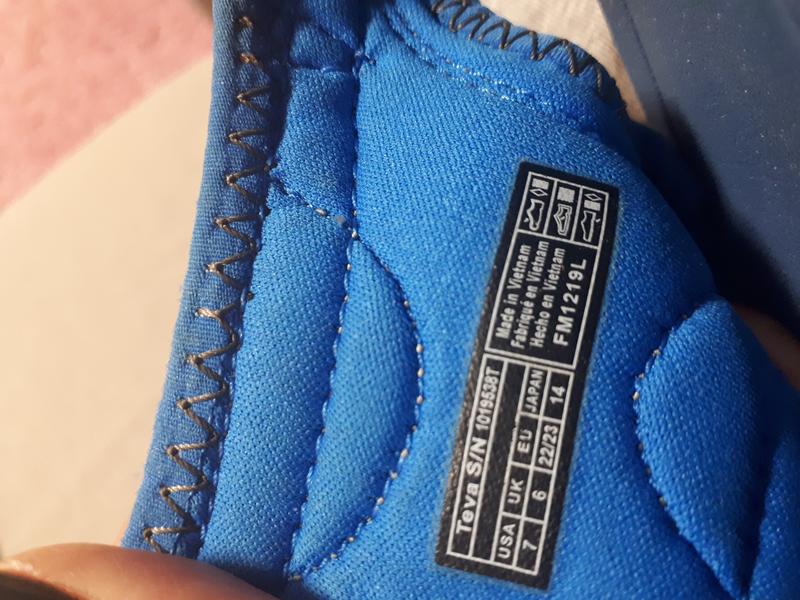 Teva S/N 1019538T
USA UK EU JAPAN
7 6 22/23 14
Made in Vietnam
Fabriqué en Vietnam
Hecho en Vietnam
FM1219L